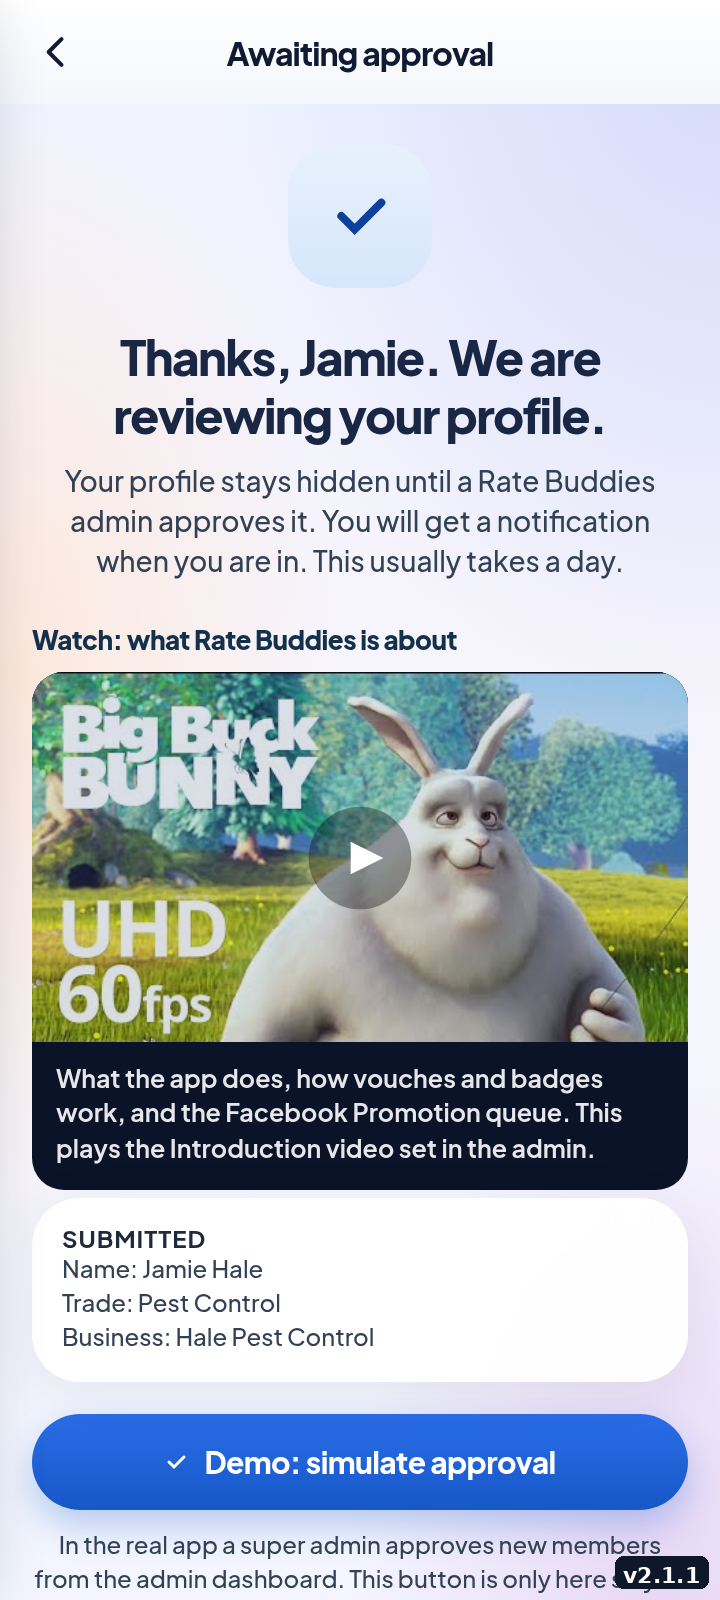 Awaiting approval
Thanks, Jamie. We are
reviewing your profile.
Your profile stays hidden until a Rate Buddies
admin approves it. You will get a notification
when you are in. This usually takes a day.
Watch: what Rate Buddies is about
Big Buck
BUNNY
UHD
60fps
What the app does, how vouches and badges
work, and the Facebook Promotion queue. This
plays the Introduction video set in the admin.
SUBMITTED
Name: Jamie Hale
Trade: Pest Control
Business: Hale Pest Control
Demo: simulate approval
In the real app a super admin approves new members
from the admin dashboard. This button is only here
v2.1.1